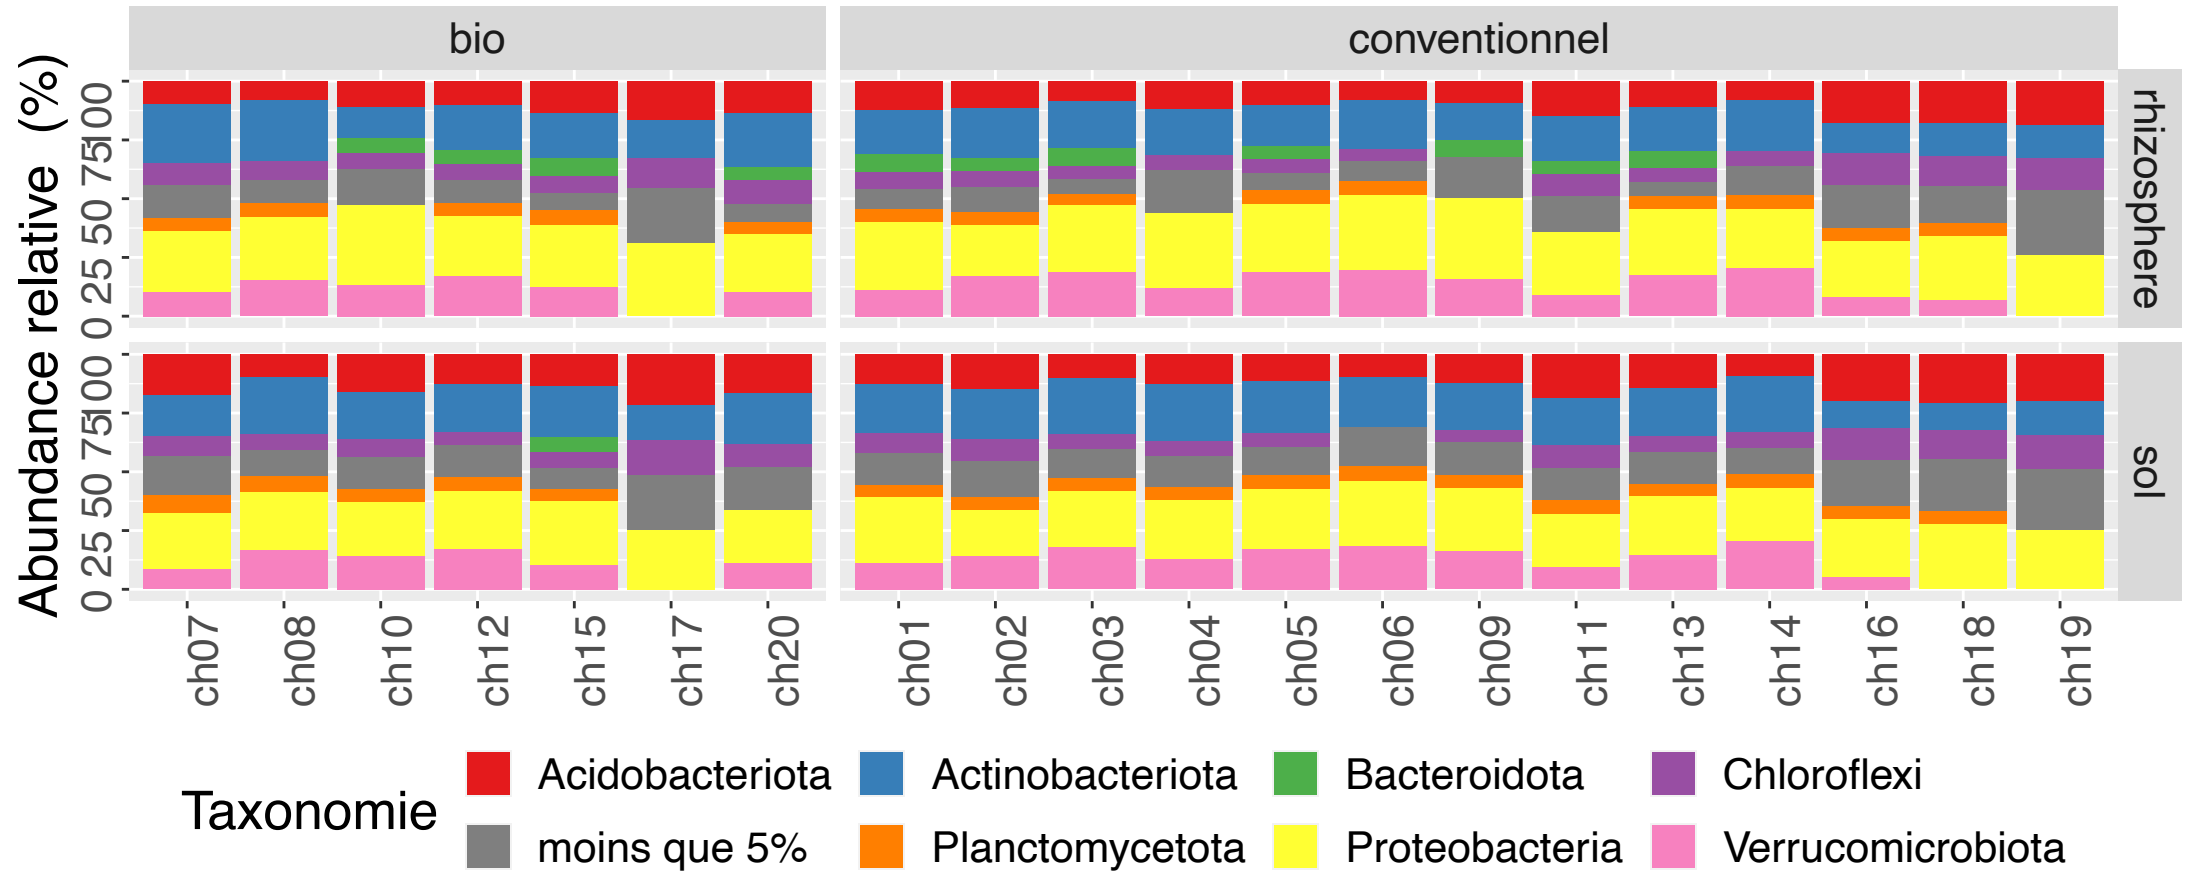 bio
conventionnel
Abundance relative (%)
100
75
50
25
0
rhizosphere
100
75
50
25
0
sol
ch07 ch08 ch10 ch12 ch15 ch17 ch20 ch01 ch02 ch03 ch04 ch05 ch06 ch09 ch11 ch13 ch14 ch16 ch18 ch19
Taxonomie
Acidobacteriota Actinobacteriota Bacteroidota Chloroflexi
moins que 5% Planctomycetota Proteobacteria Verrucomicrobiota